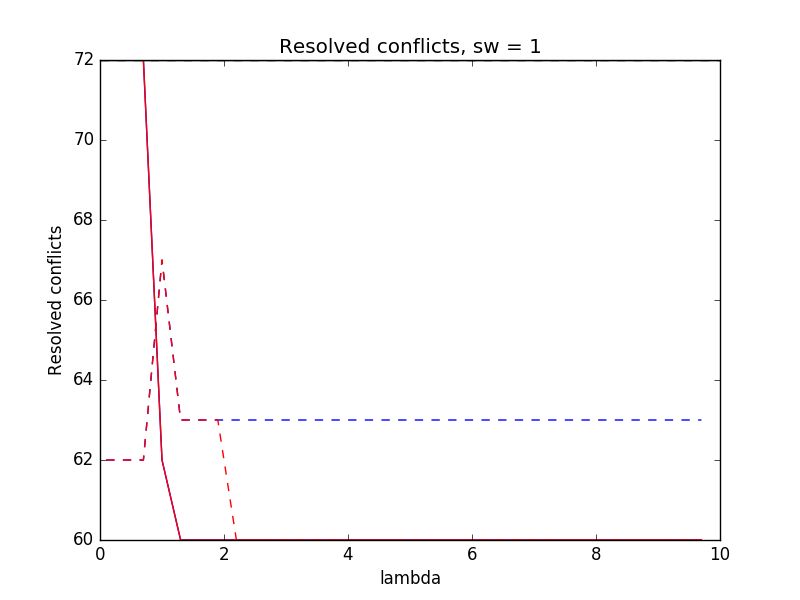 Resolved conflicts, sw = 1
72
70
68
66
64
62
60
Resolved conflicts
0 2 4 6 8 10
lambda